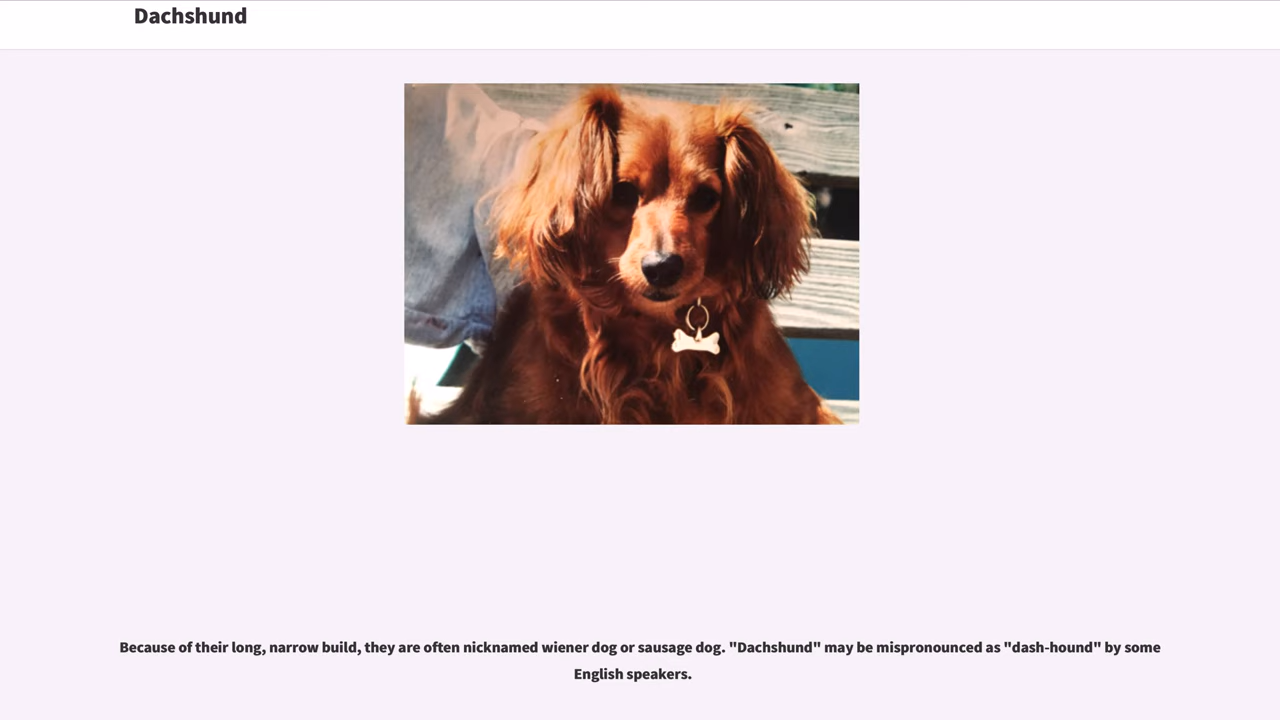 Dachshund
Because of their long, narrow build, they are often nicknamed wiener dog or sausage dog. "Dachshund" may be mispronounced as "dash-hound" by some
English speakers.